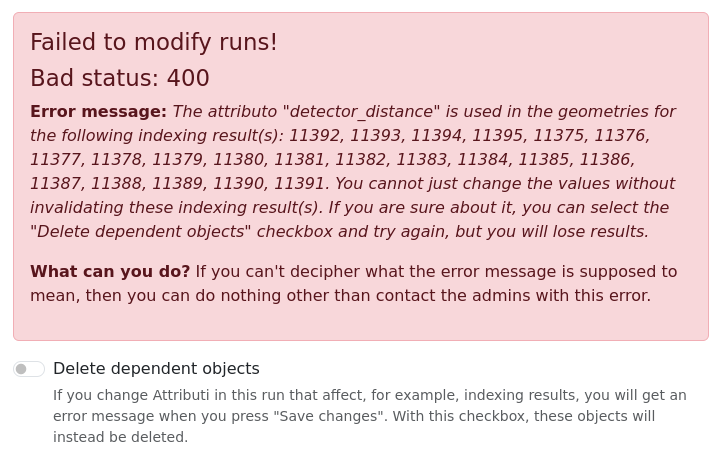 Failed to modify runs!
Bad status: 400
Error message: The attributo "detector_distance" is used in the geometries for
the following indexing result(s): 11392, 11393, 11394, 11395, 11375, 11376,
11377, 11378, 11379, 11380, 11381, 11382, 11383, 11384, 11385, 11386,
11387, 11388, 11389, 11390, 11391. You cannot just change the values without
invalidating these indexing result(s). If you are sure about it, you can select the
"Delete dependent objects" checkbox and try again, but you will lose results.
What can you do? If you can't decipher what the error message is supposed to
mean, then you can do nothing other than contact the admins with this error.
Delete dependent objects
If you change Attributi in this run that affect, for example, indexing results, you will get an
error message when you press "Save changes". With this checkbox, these objects will
instead be deleted.